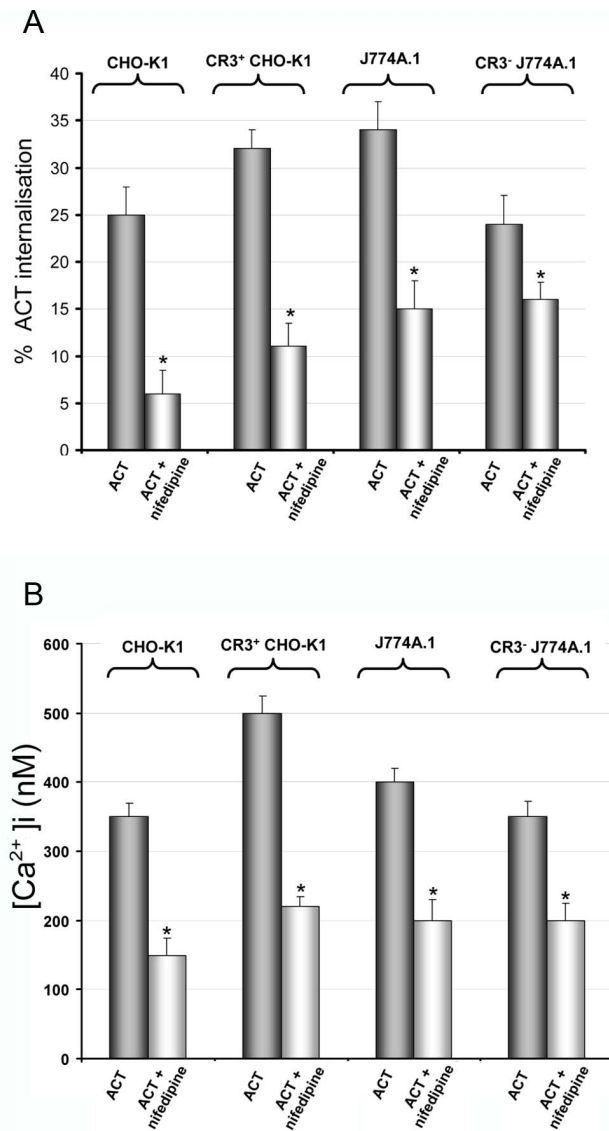 A
CHO-K1 CR3⁺ CHO-K1 J774A.1 CR3⁻ J774A.1
% ACT internalisation
40
35
30
25
20
15
10
5
0
* * * *
ACT ACT + nifedipine ACT ACT + nifedipine ACT ACT + nifedipine ACT ACT + nifedipine
B
CHO-K1 CR3⁺ CHO-K1 J774A.1 CR3⁻ J774A.1
[Ca²⁺]i (nM)
600
500
400
300
200
100
0
* * * *
ACT ACT + nifedipine ACT ACT + nifedipine ACT ACT + nifedipine ACT ACT + nifedipine